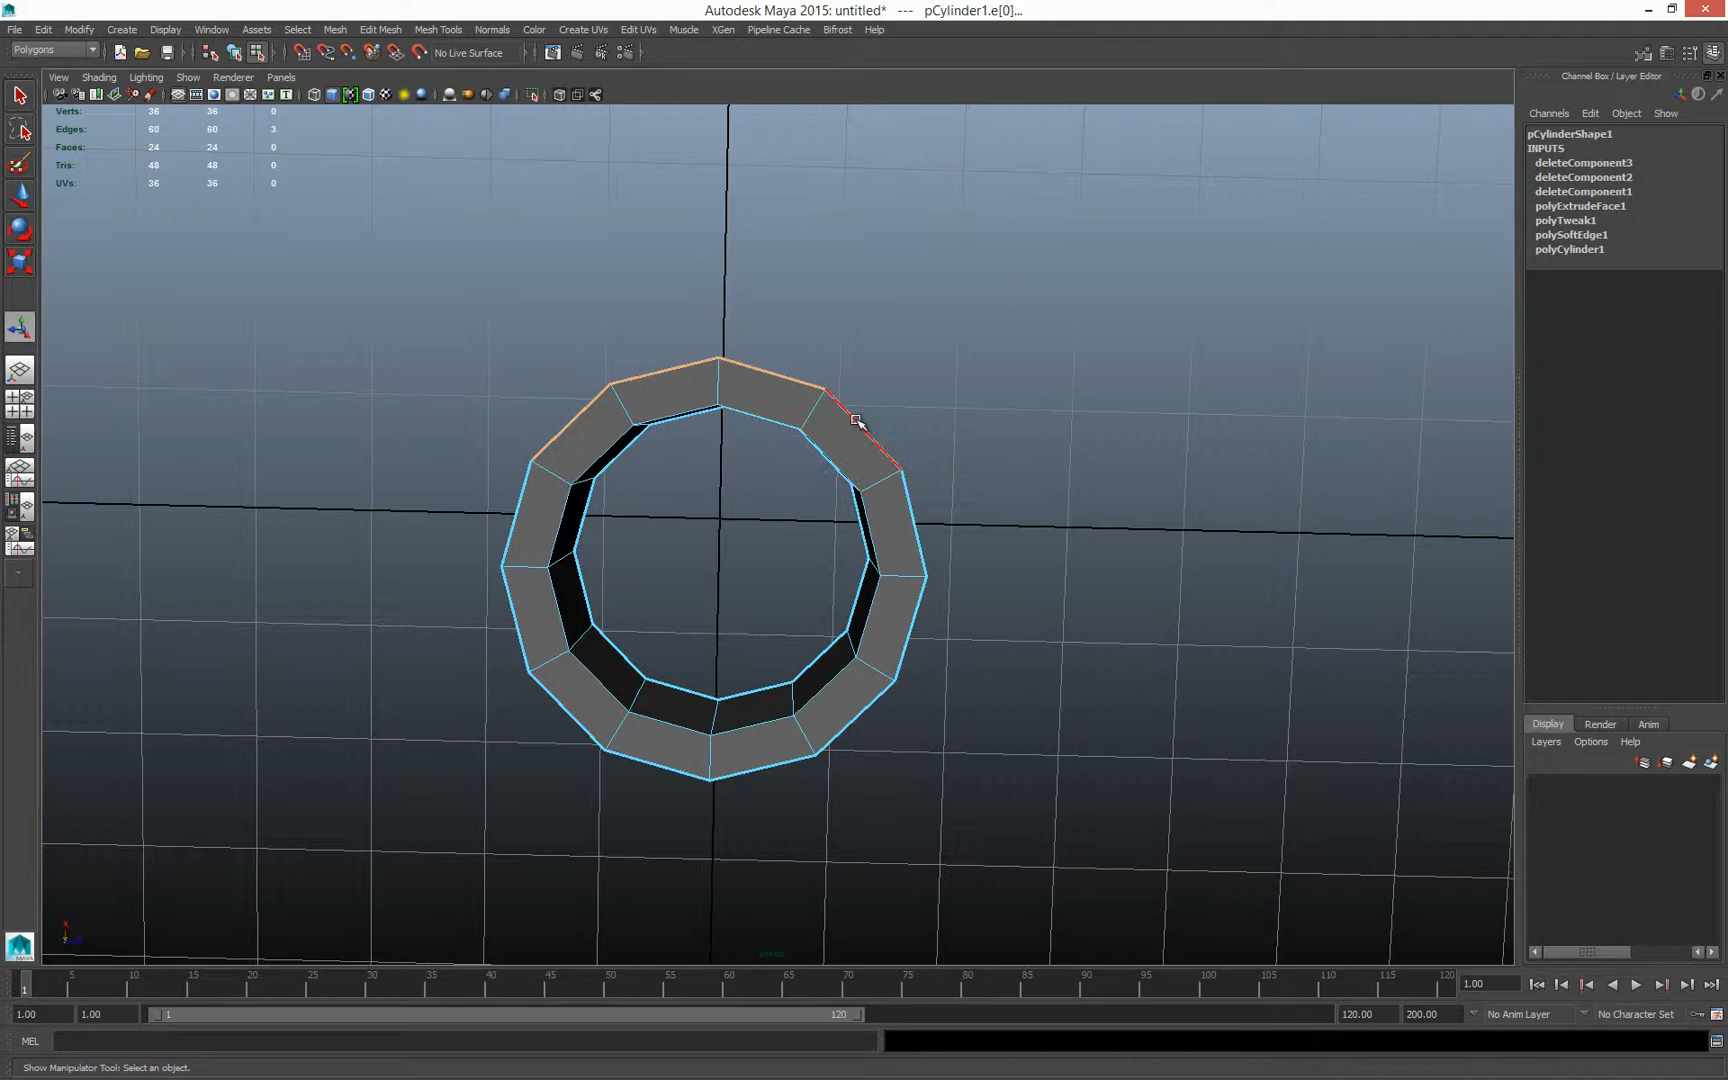 Autodesk Maya 2015: untitled*   ---   pCylinder1.e[0]...
File Edit Modify Create Display Window Assets Select Mesh Edit Mesh Mesh Tools Normals Color Create UVs Edit UVs Muscle XGen Pipeline Cache Bifrost Help
Polygons
No Live Surface
View Shading Lighting Show Renderer Panels
Channel Box / Layer Editor
Verts: 36 36 0
Edges: 60 60 3
Faces: 24 24 0
Tris: 48 48 0
UVs: 36 36 0
Channels Edit Object Show
pCylinderShape1
INPUTS
deleteComponent3
deleteComponent2
deleteComponent1
polyExtrudeFace1
polyTweak1
polySoftEdge1
polyCylinder1
Display Render Anim
Layers Options Help
persp
MAYA
1 5 10 15 20 25 30 35 40 45 50 55 60 65 70 75 80 85 90 95 100 105 110 115 120
1.00
1.00 1.00 1 120 120.00 200.00 No Anim Layer No Character Set
MEL
Show Manipulator Tool: Select an object.